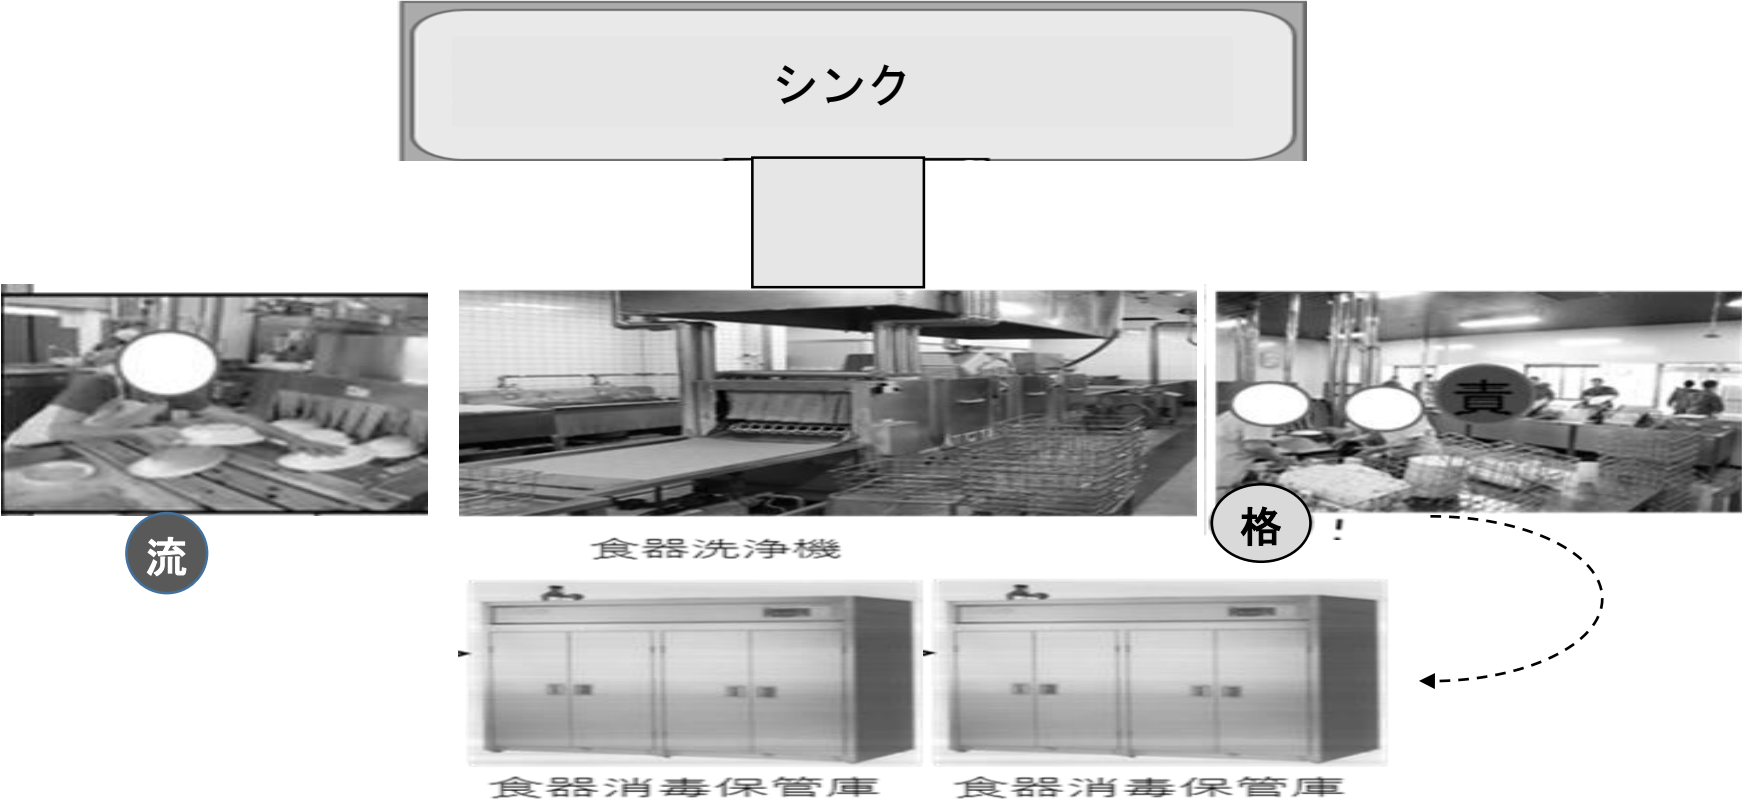 シンク
責
流
格
食器洗浄機
食器消毒保管庫
食器消毒保管庫